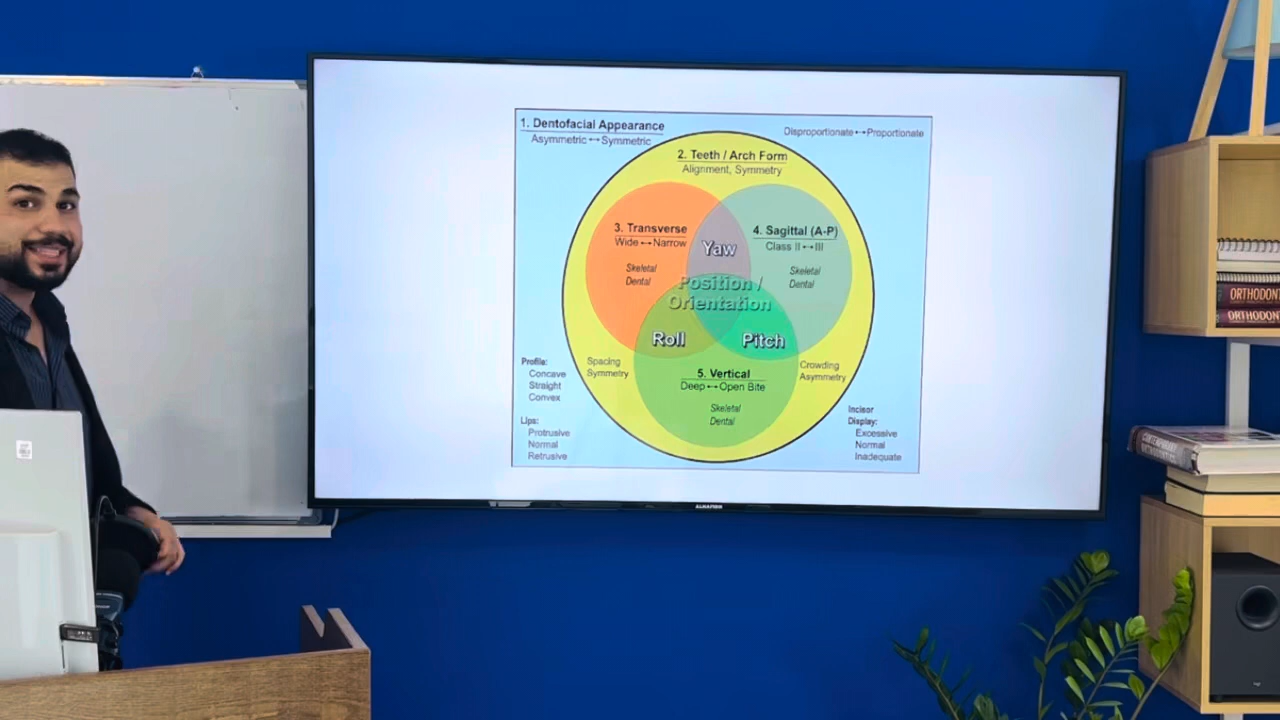 1. Dentofacial Appearance
Asymmetric ↔ Symmetric
Disproportionate ↔ Proportionate
2. Teeth / Arch Form
Alignment, Symmetry
3. Transverse
Wide ↔ Narrow
Skeletal
Dental
Yaw
4. Sagittal (A-P)
Class II ↔ III
Skeletal
Dental
Position /
Orientation
Roll
Pitch
Spacing
Symmetry
5. Vertical
Deep ↔ Open Bite
Skeletal
Dental
Crowding
Asymmetry
Profile:
Concave
Straight
Convex
Lips:
Protrusive
Normal
Retrusive
Incisor
Display:
Excessive
Normal
Inadequate
ORTHODONT
ORTHODON
CONTEMPORARY